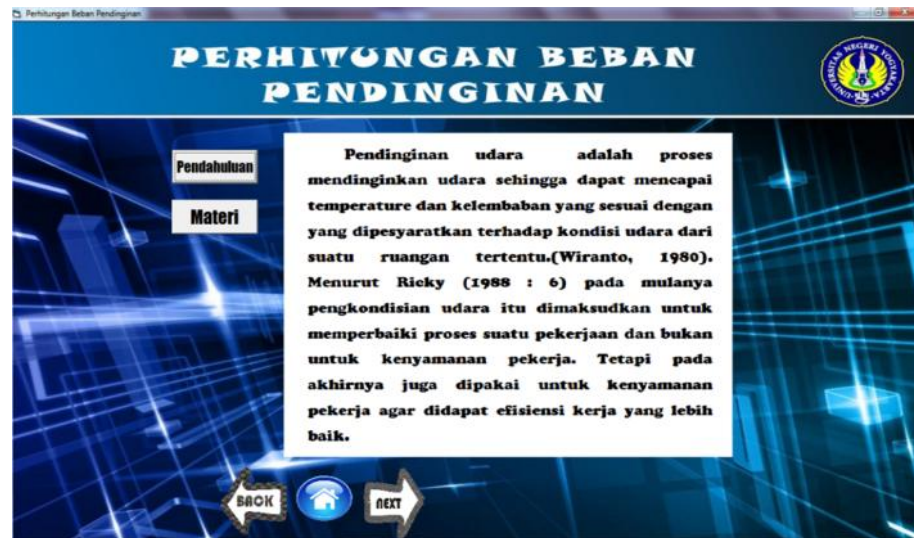 Perhitungan Beban Pendinginan
PERHITUNGAN BEBAN
PENDINGINAN
UNIVERSITAS NEGERI YOGYAKARTA
Pendahuluan
Materi
Pendinginan udara adalah proses
mendinginkan udara sehingga dapat mencapai
temperature dan kelembaban yang sesuai dengan
yang dipesyaratkan terhadap kondisi udara dari
suatu ruangan tertentu.(Wiranto, 1980).
Menurut Ricky (1988 : 6) pada mulanya
pengkondisian udara itu dimaksudkan untuk
memperbaiki proses suatu pekerjaan dan bukan
untuk kenyamanan pekerja. Tetapi pada
akhirnya juga dipakai untuk kenyamanan
pekerja agar didapat efisiensi kerja yang lebih
baik.
BACK
NEXT